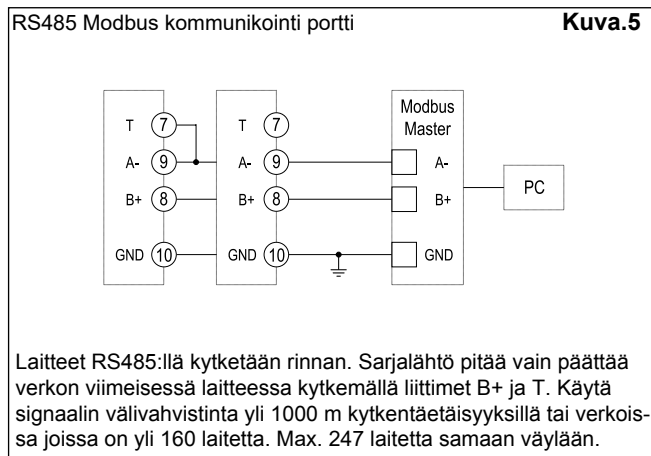 RS485 Modbus kommunikointi portti
Kuva.5
T 7 T 7 Modbus
Master
A- 9 A- 9 A-
B+ 8 B+ 8 B+ PC
GND 10 GND 10 GND
Laitteet RS485:llä kytketään rinnan. Sarjalähtö pitää vain päättää
verkon viimeisessä laitteessa kytkemällä liittimet B+ ja T. Käytä
signaalin välivahvistinta yli 1000 m kytkentäetäisyyksillä tai verkois-
sa joissa on yli 160 laitetta. Max. 247 laitetta samaan väylään.